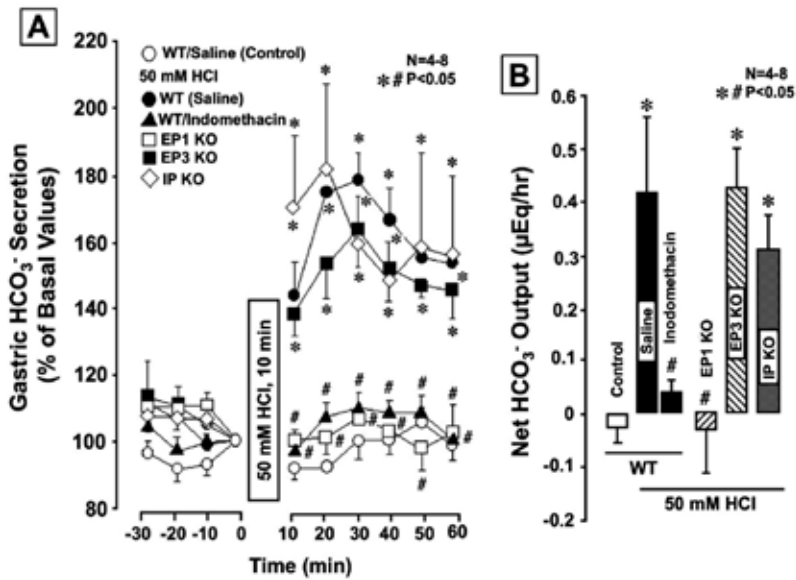 A
Gastric HCO₃⁻ Secretion
(% of Basal Values)
220
200
180
160
140
120
100
80
WT/Saline (Control)
50 mM HCl
WT (Saline)
WT/Indomethacin
EP1 KO
EP3 KO
IP KO
N=4-8
*# P<0.05
50 mM HCl, 10 min
-30 -20 -10 0 10 20 30 40 50 60
Time (min)
B
Net HCO₃⁻ Output (μEq/hr)
0.6
0.5
0.4
0.3
0.2
0.1
0
-0.1
-0.2
N=4-8
*# P<0.05
Control
Saline
Inodomethacin
EP1 KO
EP3 KO
IP KO
WT
50 mM HCl